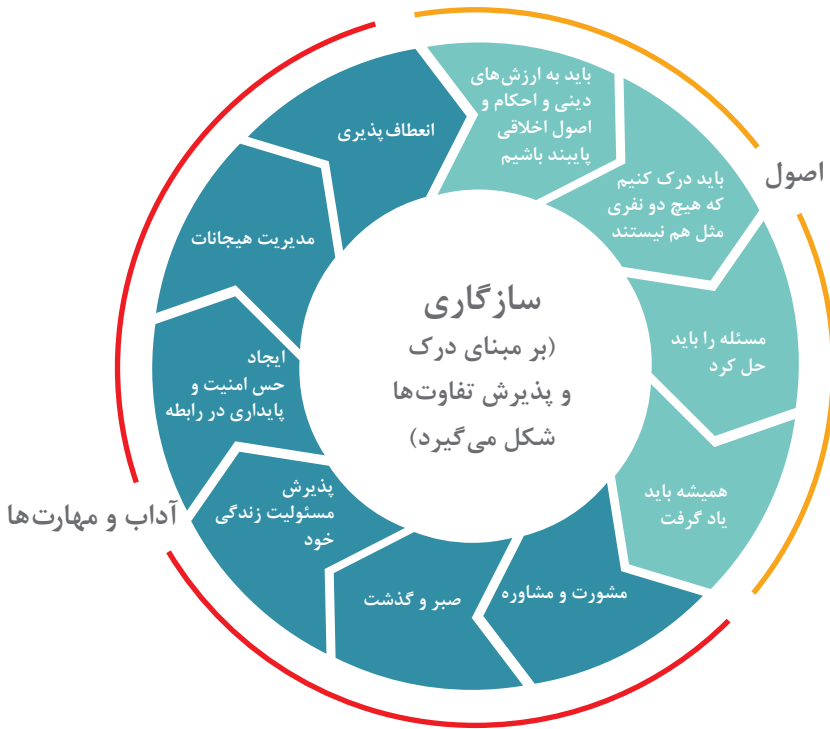 سازگاری
(بر مبنای درک
و پذیرش تفاوت‌ها
شکل می‌گیرد)
اصول
باید به ارزش‌های
دینی و احکام و
اصول اخلاقی
پایبند باشیم
باید درک کنیم
که هیچ دو نفری
مثل هم نیستند
مسئله را باید
حل کرد
همیشه باید
یاد گرفت
آداب و مهارت‌ها
مشورت و مشاوره
صبر و گذشت
پذیرش
مسئولیت زندگی
خود
ایجاد
حس امنیت و
پایداری در رابطه
مدیریت هیجانات
انعطاف‌پذیری